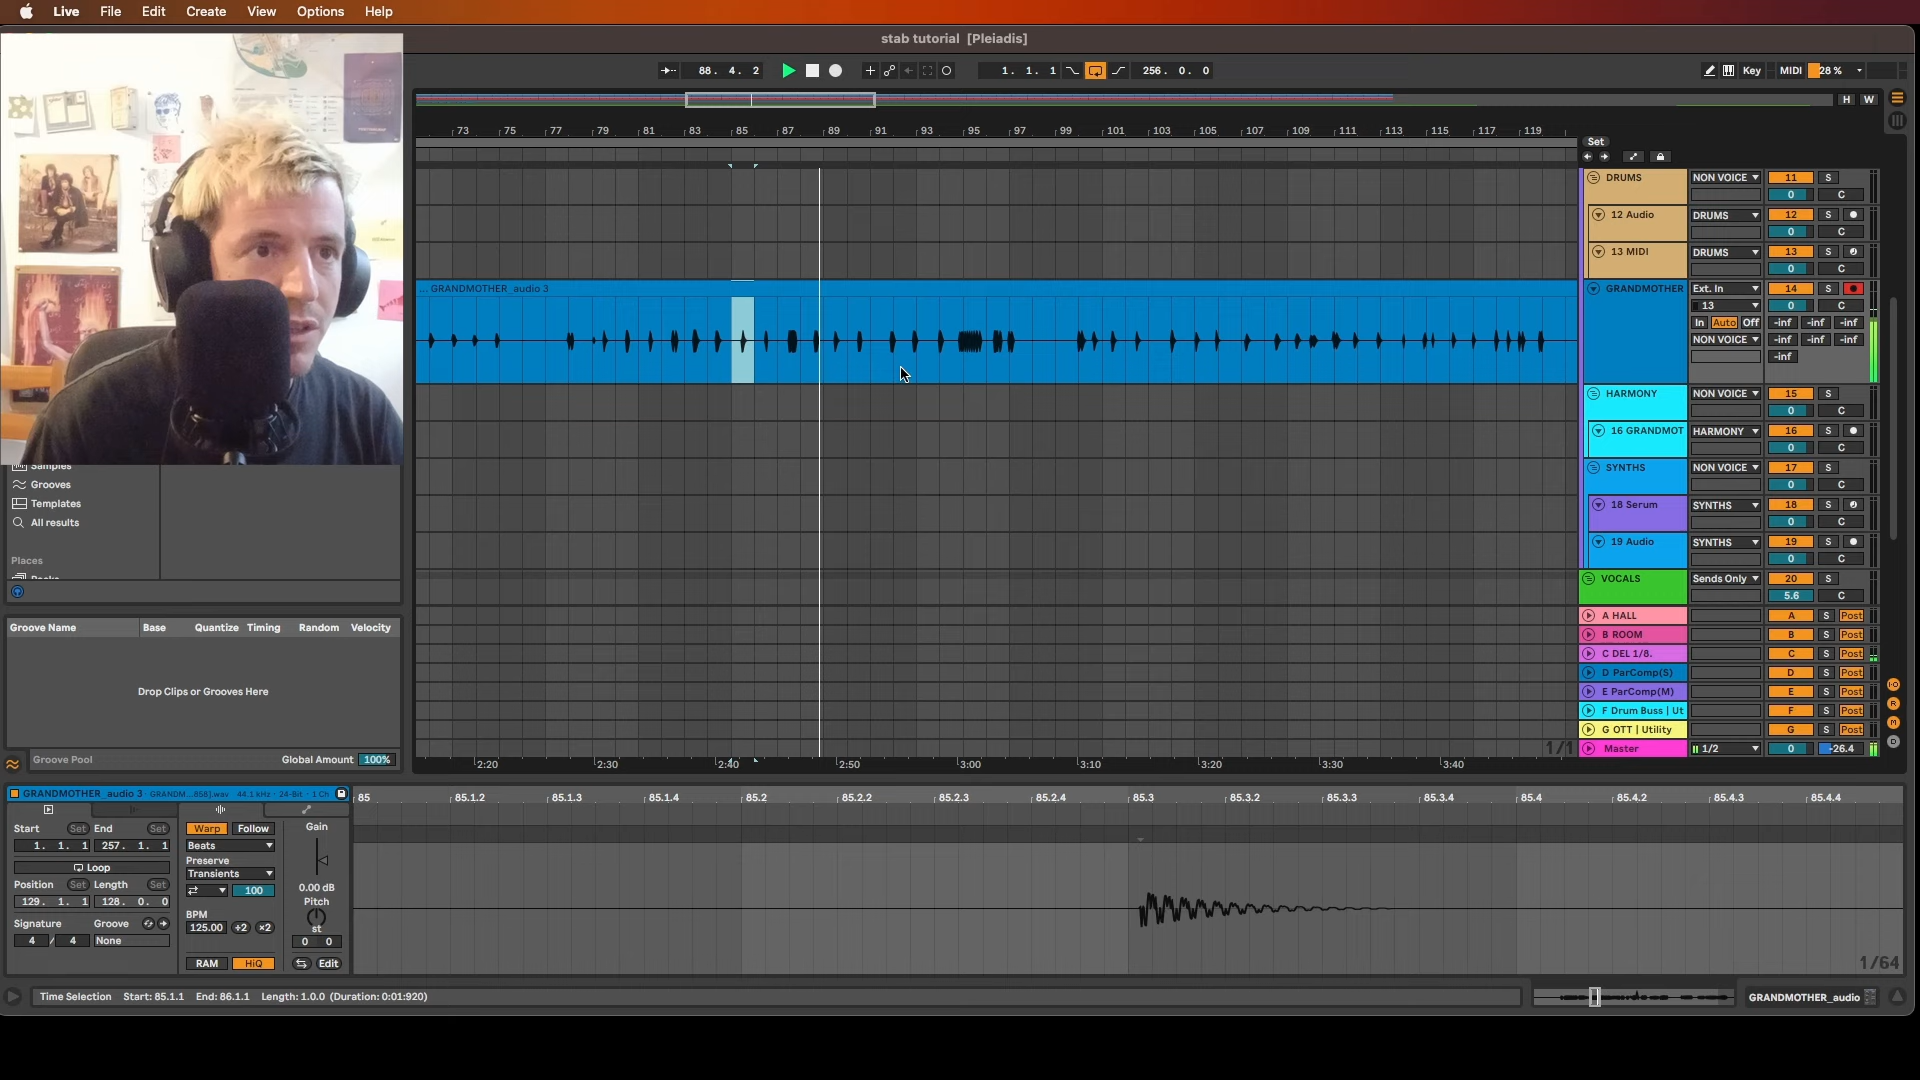 Live File Edit Create View Options Help
stab tutorial [Pleiadis]
88. 4. 2 1. 1. 1 256. 0. 0 Key MIDI 28 %
H W
73 75 77 79 81 83 85 87 89 91 93 95 97 99 101 103 105 107 109 111 113 115 117 119
Set
DRUMS NON VOICE 11 S
0 C
12 Audio DRUMS 12 S
0 C
13 MIDI DRUMS 13 S
0 C
... GRANDMOTHER_audio 3
GRANDMOTHER Ext. In 14 S
13 0 C
In Auto Off -inf -inf -inf
NON VOICE -inf -inf -inf
-inf
HARMONY NON VOICE 15 S
0 C
16 GRANDMOT HARMONY 16 S
0 C
SYNTHS NON VOICE 17 S
0 C
18 Serum SYNTHS 18 S
0 C
19 Audio SYNTHS 19 S
0 C
VOCALS Sends Only 20 S
5.6 C
A HALL A S Post
B ROOM B S Post
C DEL 1/8. C S Post
D ParComp(S) D S Post
E ParComp(M) E S Post
F Drum Buss | Ut F S Post
G OTT | Utility G S Post
1/1
Master 1/2 0 -26.4
2:20 2:30 2:40 2:50 3:00 3:10 3:20 3:30 3:40
Samples
Grooves
Templates
All results
Places
Groove Name Base Quantize Timing Random Velocity
Drop Clips or Grooves Here
Groove Pool Global Amount 100%
GRANDMOTHER_audio 3
Start Set End Set
1. 1. 1 257. 1. 1
Loop
Position Set Length Set
129. 1. 1 128. 0. 0
Signature Groove
4 / 4 None
Warp Follow
Beats
Preserve
Transients
100
BPM
125.00 ÷2 ×2
RAM HiQ
Gain
0.00 dB
Pitch
st
0 0
Edit
85 85.1.2 85.1.3 85.1.4 85.2 85.2.2 85.2.3 85.2.4 85.3 85.3.2 85.3.3 85.3.4 85.4 85.4.2 85.4.3 85.4.4
1/64
Time Selection Start: 85.1.1 End: 86.1.1 Length: 1.0.0 (Duration: 0:01:920)
GRANDMOTHER_audio